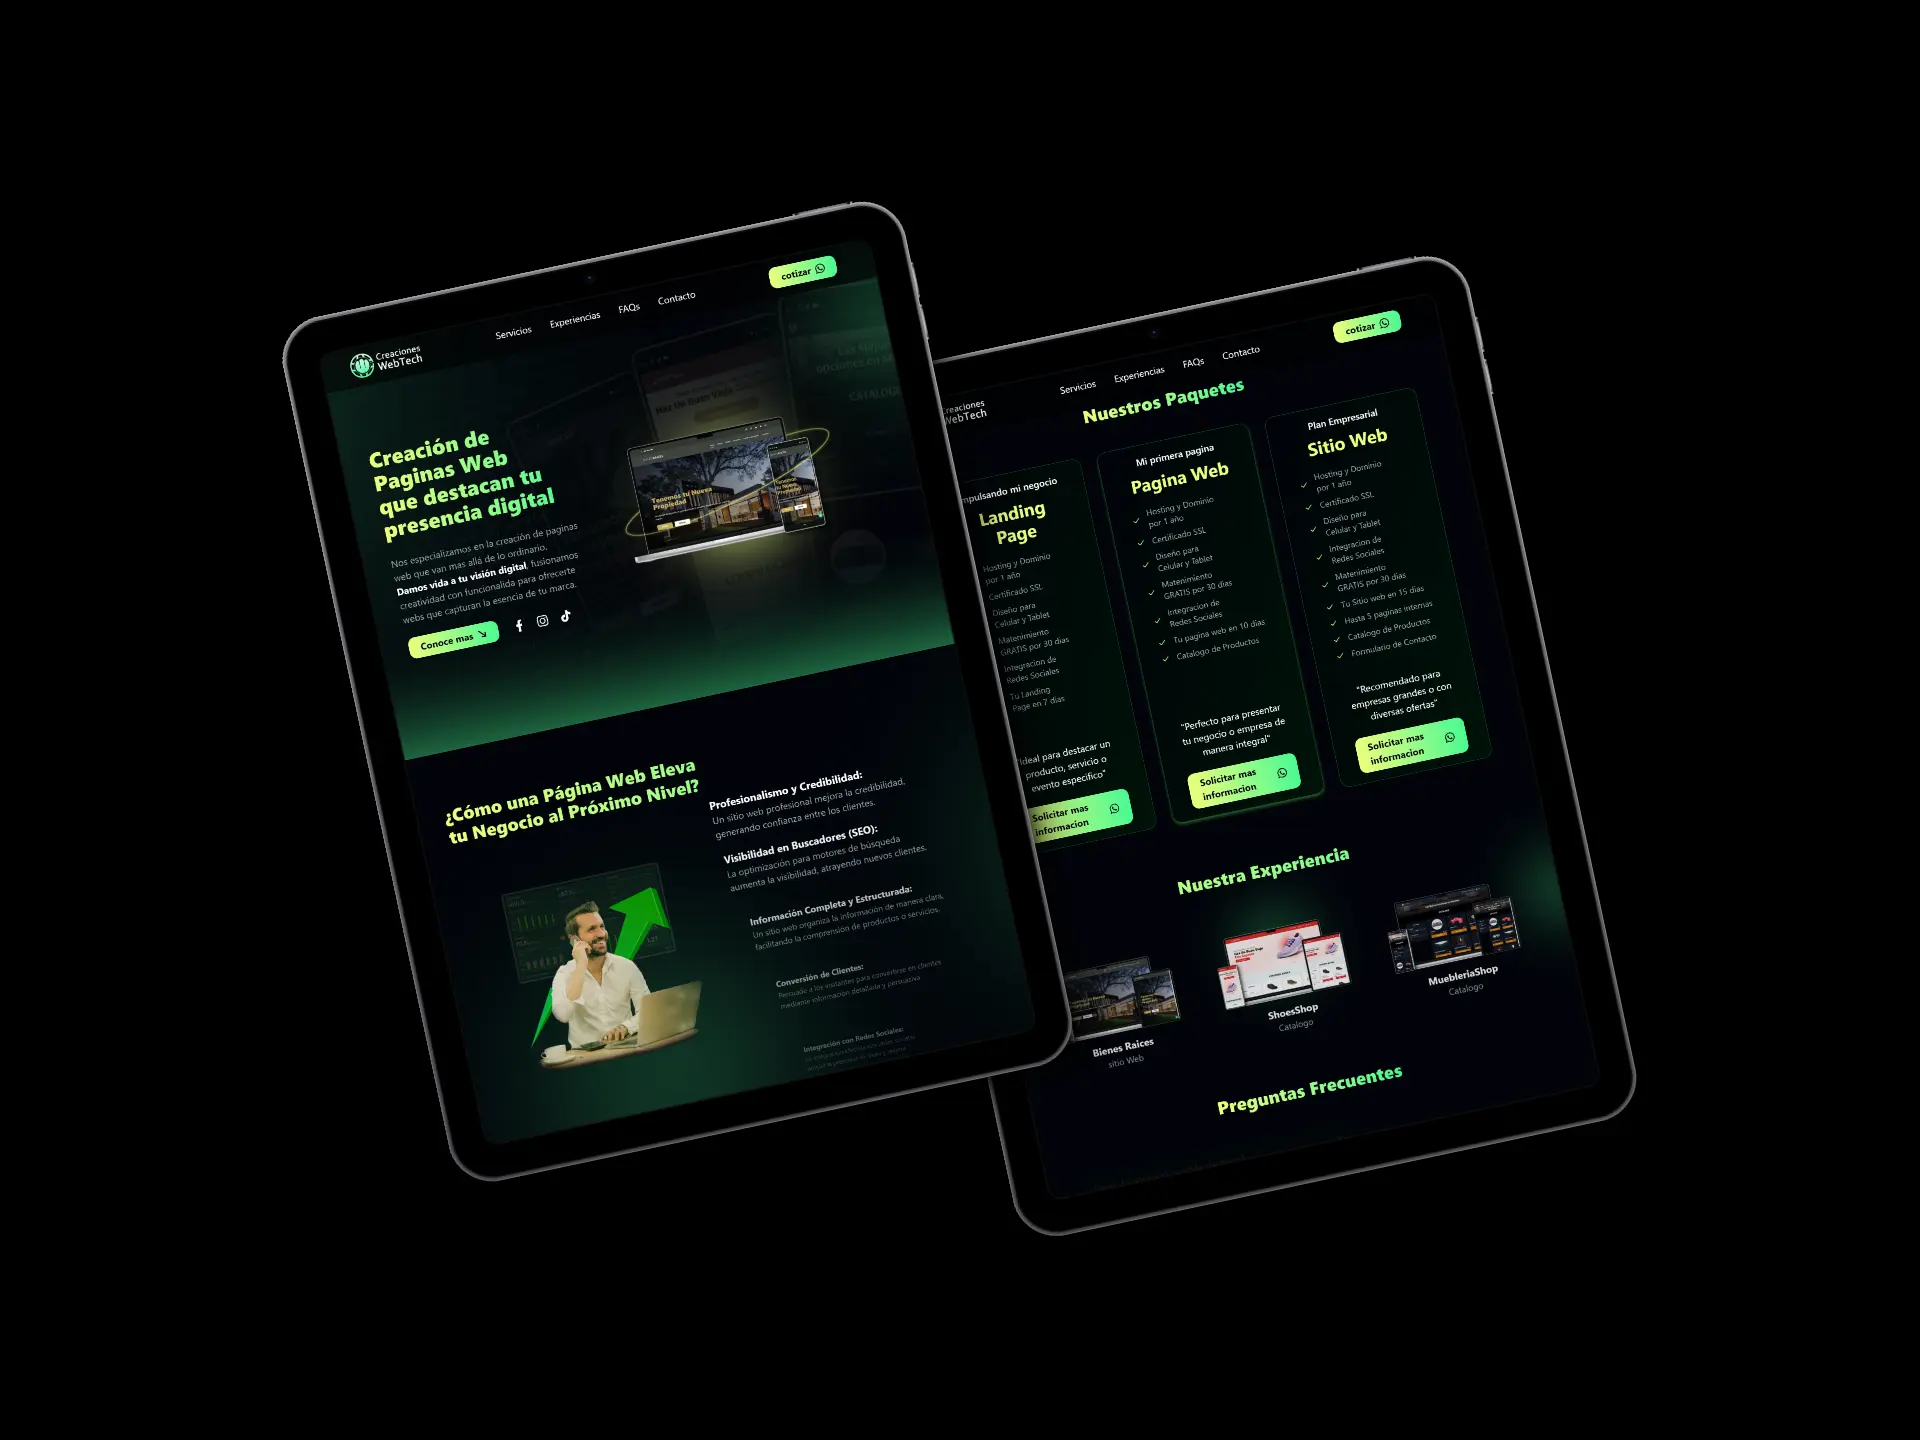 Creaciones
WebTech
Servicios
Experiencias
FAQs
Contacto
cotizar
Creación de
Paginas Web
que destacan tu
presencia digital
Nos especializamos en la creación de paginas
web que van mas allá de lo ordinario.
Damos vida a tu visión digital, fusionamos
creatividad con funcionalida para ofrecerte
webs que capturan la esencia de tu marca.
Conoce mas
Tenemos tu Nueva
Propiedad
¿Cómo una Página Web Eleva
tu Negocio al Próximo Nivel?
Profesionalismo y Credibilidad:
Un sitio web profesional mejora la credibilidad,
generando confianza entre los clientes.
Visibilidad en Buscadores (SEO):
La optimización para motores de búsqueda
aumenta la visibilidad, atrayendo nuevos clientes.
Información Completa y Estructurada:
Un sitio web organiza la información de manera clara,
facilitando la comprensión de productos o servicios.
Conversión de Clientes:
Persuade a los visitantes para convertirse en clientes
mediante información detallada y persuasiva
Integración con Redes Sociales:
Creaciones
WebTech
Servicios
Experiencias
FAQs
Contacto
cotizar
Nuestros Paquetes
mpulsando mi negocio
Landing
Page
Hosting y Dominio
por 1 año
Certificado SSL
Diseño para
Celular y Tablet
Matenimiento
GRATIS por 30 dias
Integracion de
Redes Sociales
Tu Landing
Page en 7 dias
"Ideal para destacar un
producto, servicio o
evento especifico"
Solicitar mas
informacion
Mi primera pagina
Pagina Web
Hosting y Dominio
por 1 año
Certificado SSL
Diseño para
Celular y Tablet
Matenimiento
GRATIS por 30 dias
Integracion de
Redes Sociales
Tu pagina web en 10 dias
Catalogo de Productos
"Perfecto para presentar
tu negocio o empresa de
manera integral"
Solicitar mas
informacion
Plan Empresarial
Sitio Web
Hosting y Dominio
por 1 año
Certificado SSL
Diseño para
Celular y Tablet
Integracion de
Redes Sociales
Matenimiento
GRATIS por 30 dias
Tu Sitio web en 15 dias
Hasta 5 paginas internas
Catalogo de Productos
Formulario de Contacto
"Recomendado para
empresas grandes o con
diversas ofertas"
Solicitar mas
informacion
Nuestra Experiencia
Bienes Raices
sitio Web
ShoesShop
Catalogo
MuebleriaShop
Catalogo
Preguntas Frecuentes